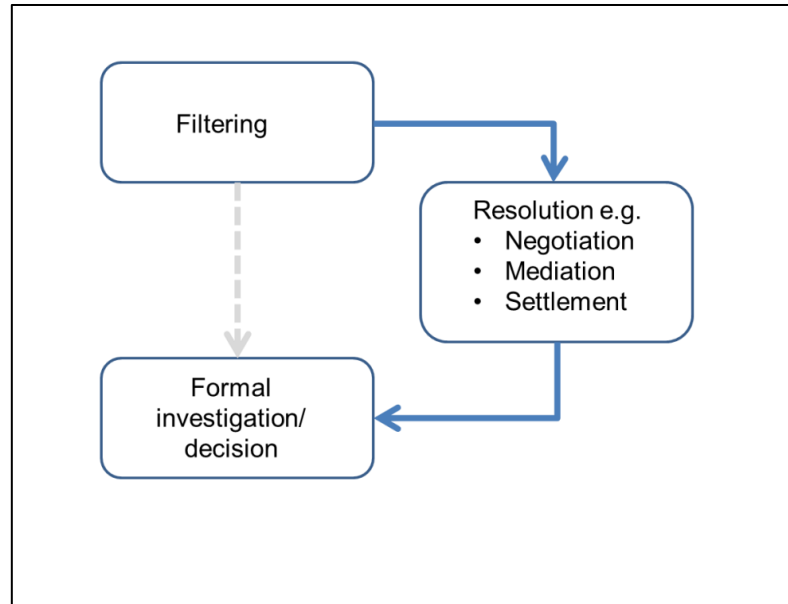 Filtering
Resolution e.g.
• Negotiation
• Mediation
• Settlement
Formal
investigation/
decision